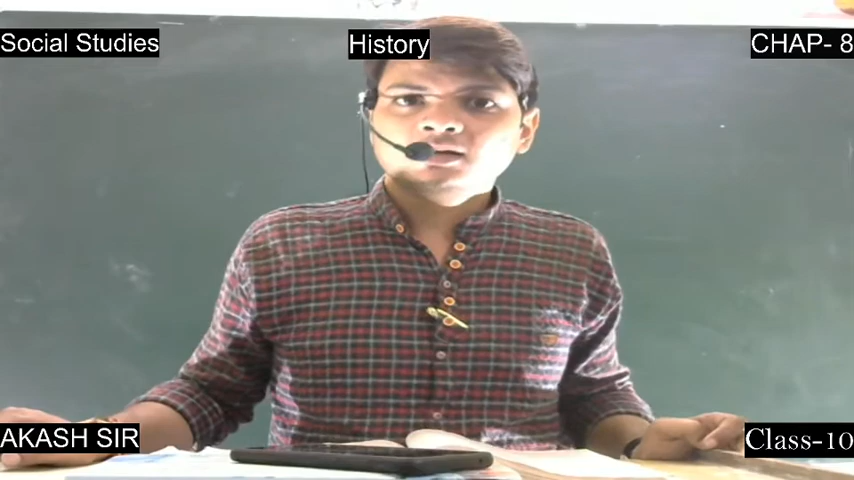 Social Studies
History
CHAP- 8
AKASH SIR
Class-10